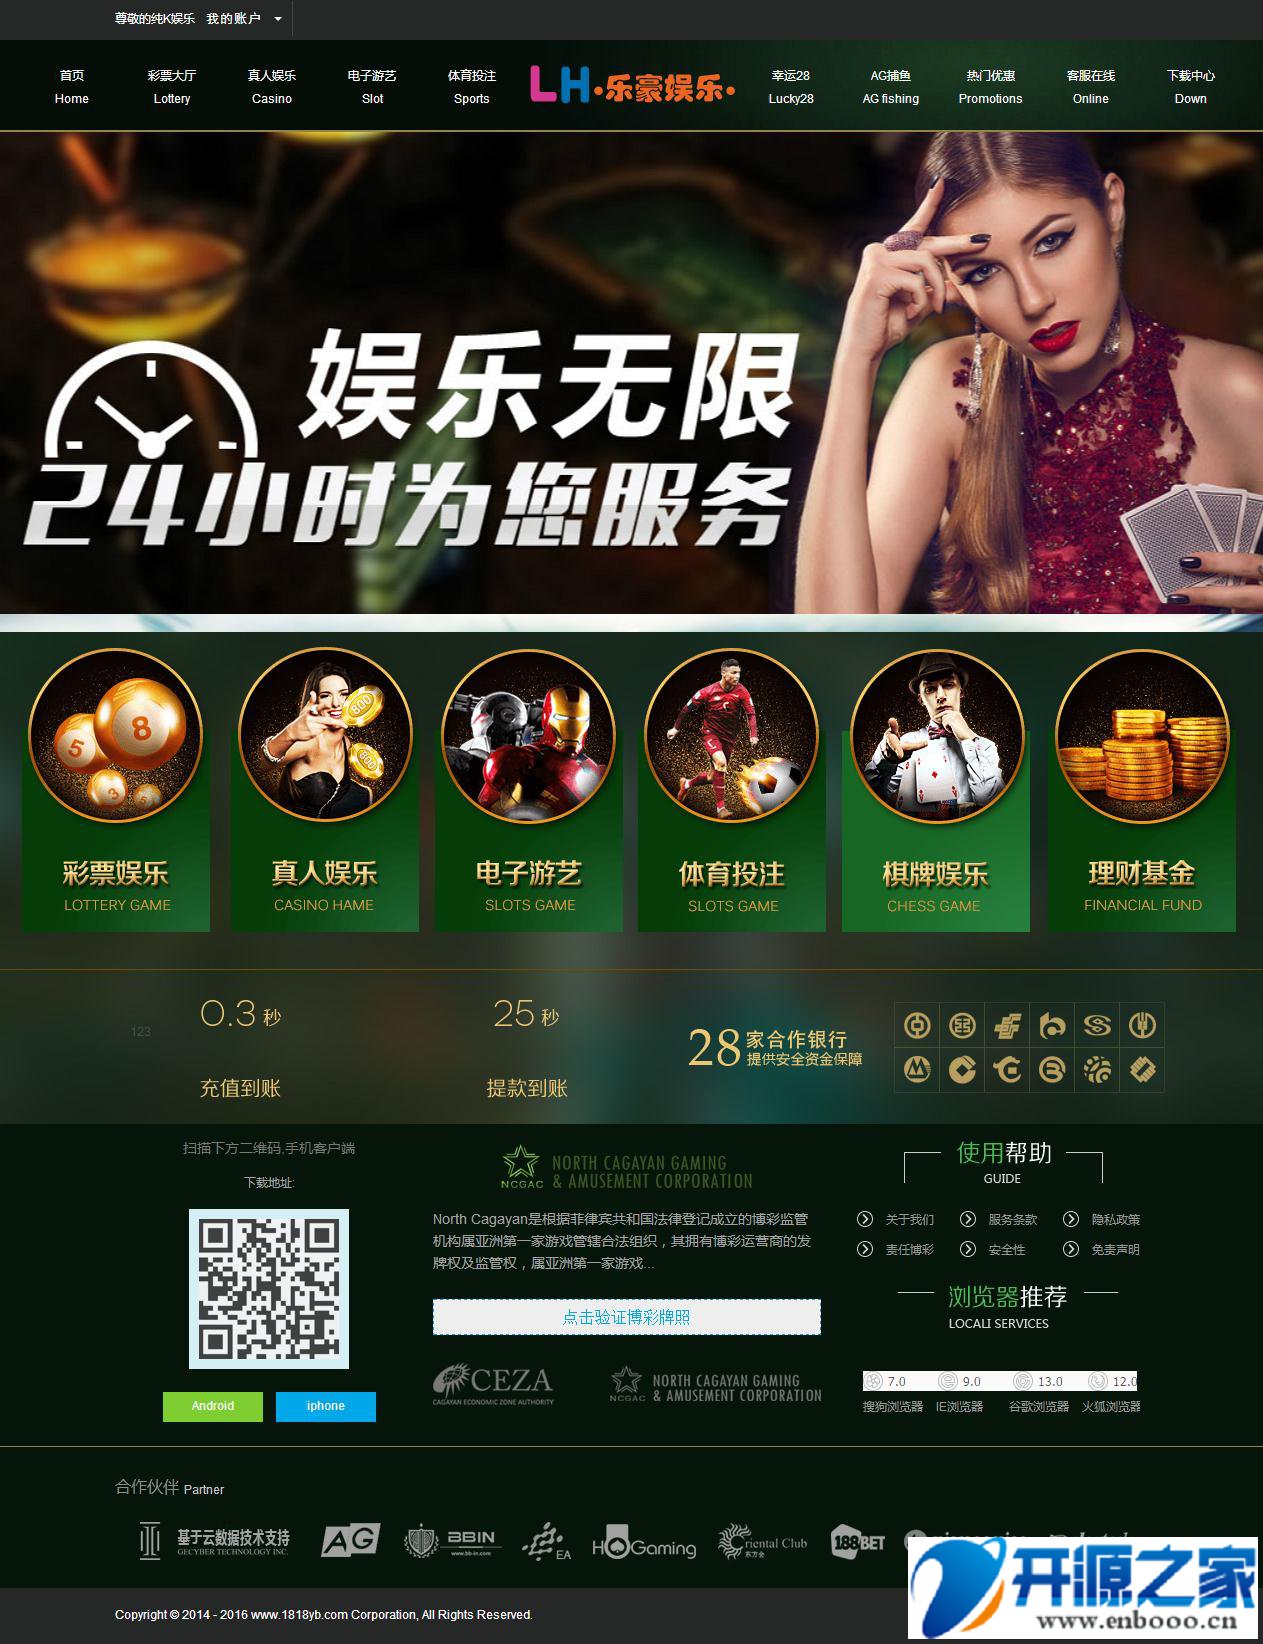 尊敬的纯K娱乐 我的账户
首页 彩票大厅 真人娱乐 电子游艺 体育投注 LH·乐豪娱乐· 幸运28 AG捕鱼 热门优惠 客服在线 下载中心
Home Lottery Casino Slot Sports Lucky28 AG fishing Promotions Online Down
娱乐无限
24小时为您服务
彩票娱乐 真人娱乐 电子游艺 体育投注 棋牌娱乐 理财基金
LOTTERY GAME CASINO HAME SLOTS GAME SLOTS GAME CHESS GAME FINANCIAL FUND
123
0.3 秒
充值到账
25 秒
提款到账
28 家合作银行
提供安全资金保障
扫描下方二维码,手机客户端
下载地址:
Android iphone
NCGAC NORTH CAGAYAN GAMING
& AMUSEMENT CORPORATION
North Cagayan是根据菲律宾共和国法律登记成立的博彩监管
机构属亚洲第一家游戏管辖合法组织，其拥有博彩运营商的发
牌权及监管权，属亚洲第一家游戏...
点击验证博彩牌照
CEZA
CAGAYAN ECONOMIC ZONE AUTHORITY
NCGAC NORTH CAGAYAN GAMING
& AMUSEMENT CORPORATION
使用帮助
GUIDE
关于我们 服务条款 隐私政策
责任博彩 安全性 免责声明
浏览器推荐
LOCALI SERVICES
7.0 9.0 13.0 12.0
搜狗浏览器 IE浏览器 谷歌浏览器 火狐浏览器
合作伙伴 Partner
基于云数据技术支持
GECYBER TECHNOLOGY INC.
AG
BBIN
www.bb-in.com
EA
HoGaming
Oriental Club
东方会
188BET
Copyright © 2014 - 2016 www.1818yb.com Corporation, All Rights Reserved.
开源之家
www.enbooo.cn